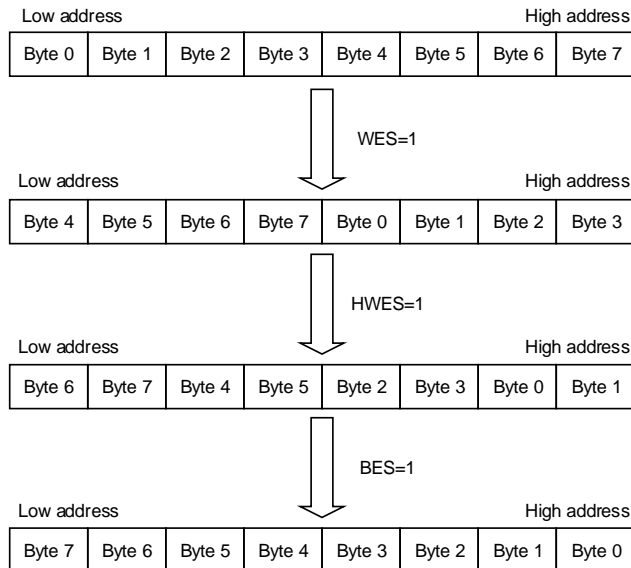 Low address High address
Byte 0 Byte 1 Byte 2 Byte 3 Byte 4 Byte 5 Byte 6 Byte 7
WES=1
Low address High address
Byte 4 Byte 5 Byte 6 Byte 7 Byte 0 Byte 1 Byte 2 Byte 3
HWES=1
Low address High address
Byte 6 Byte 7 Byte 4 Byte 5 Byte 2 Byte 3 Byte 0 Byte 1
BES=1
Low address High address
Byte 7 Byte 6 Byte 5 Byte 4 Byte 3 Byte 2 Byte 1 Byte 0